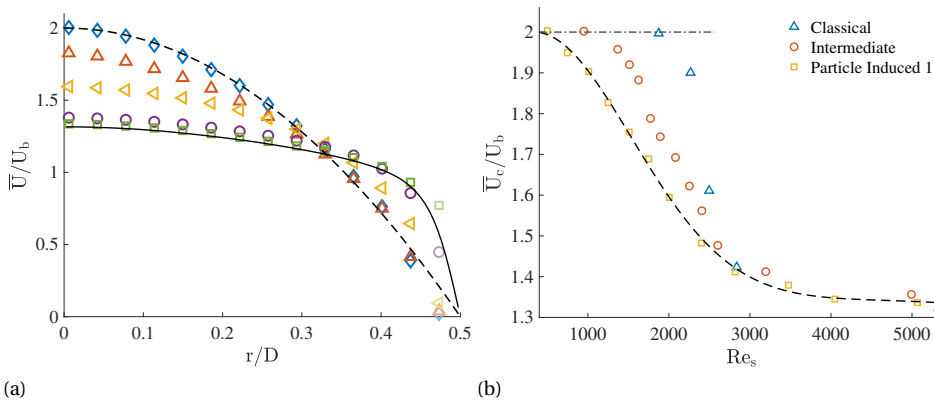 2
1.5
1
0.5
0
0
0.1
0.2
0.3
0.4
0.5
U̅/U_b
r/D
(a)
2
1.9
1.8
1.7
1.6
1.5
1.4
1.3
1000
2000
3000
4000
5000
U̅_c/U_b
Re_s
Classical
Intermediate
Particle Induced 1
(b)